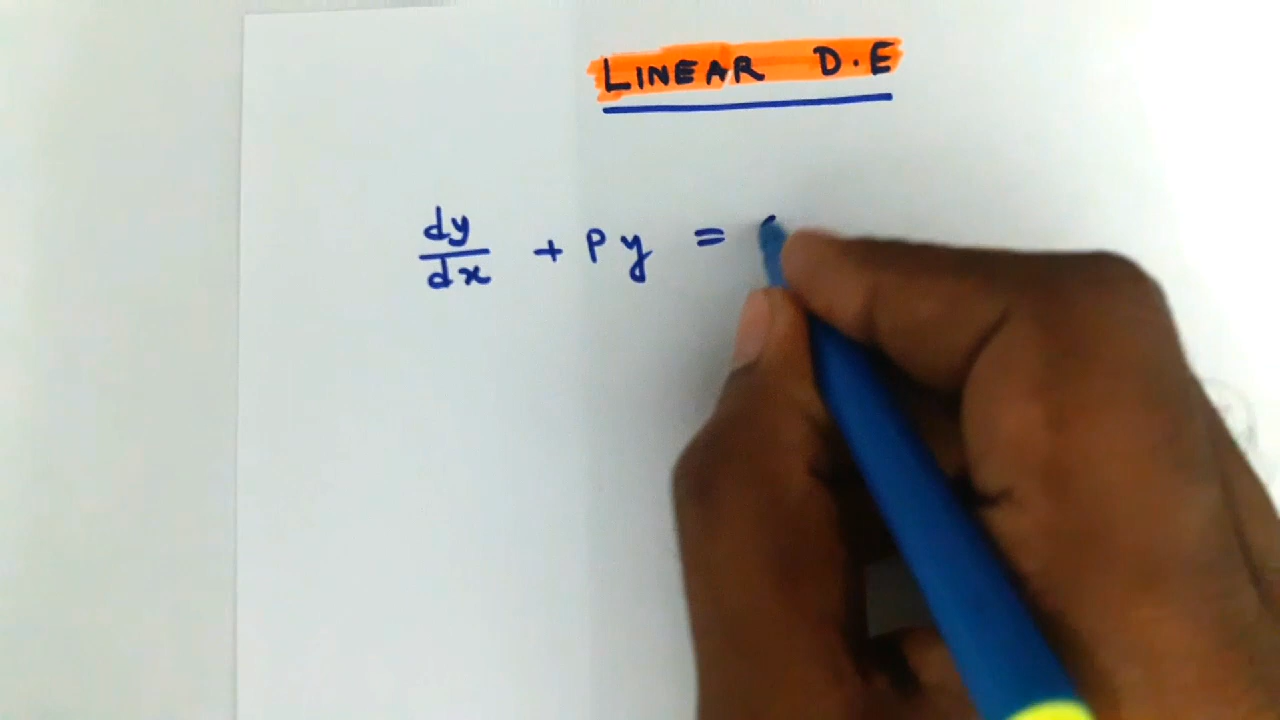 LINEAR D.E
dy/dx + Py =